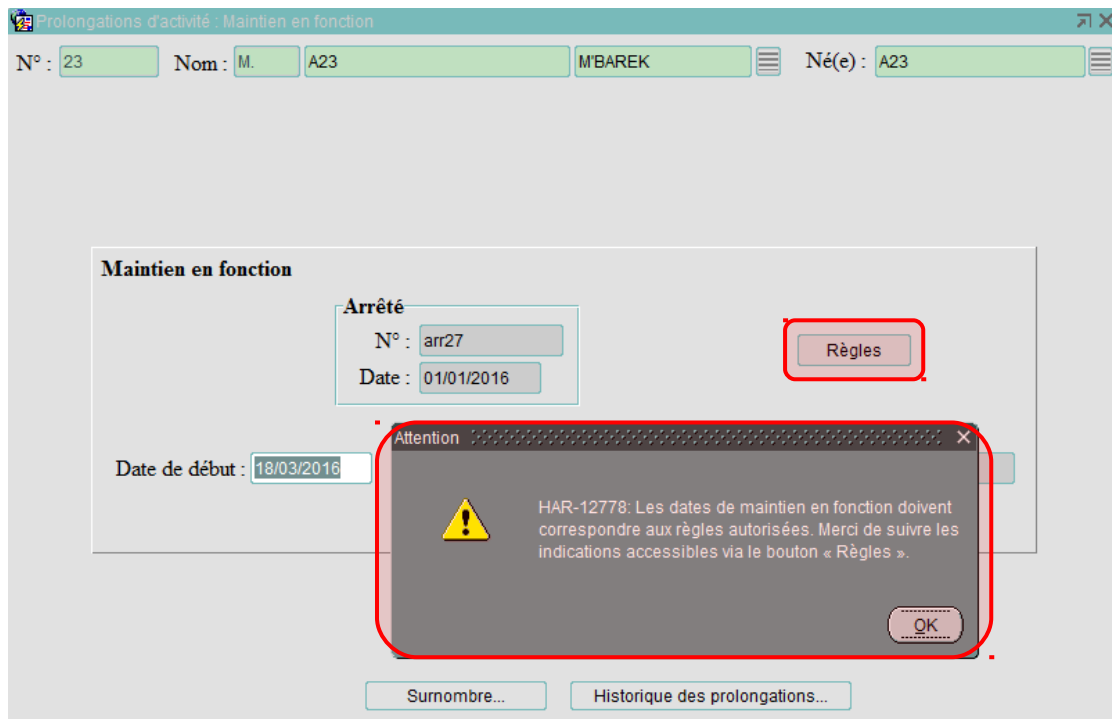 Prolongations d'activité : Maintien en fonction
N° : 23 Nom : M. A23 M'BAREK Né(e) : A23
Maintien en fonction
Arrêté
N° : arr27
Règles
Date : 01/01/2016
Attention
Date de début : 18/03/2016
HAR-12778: Les dates de maintien en fonction doivent
correspondre aux règles autorisées. Merci de suivre les
indications accessibles via le bouton « Règles ».
OK
Surnombre... Historique des prolongations...